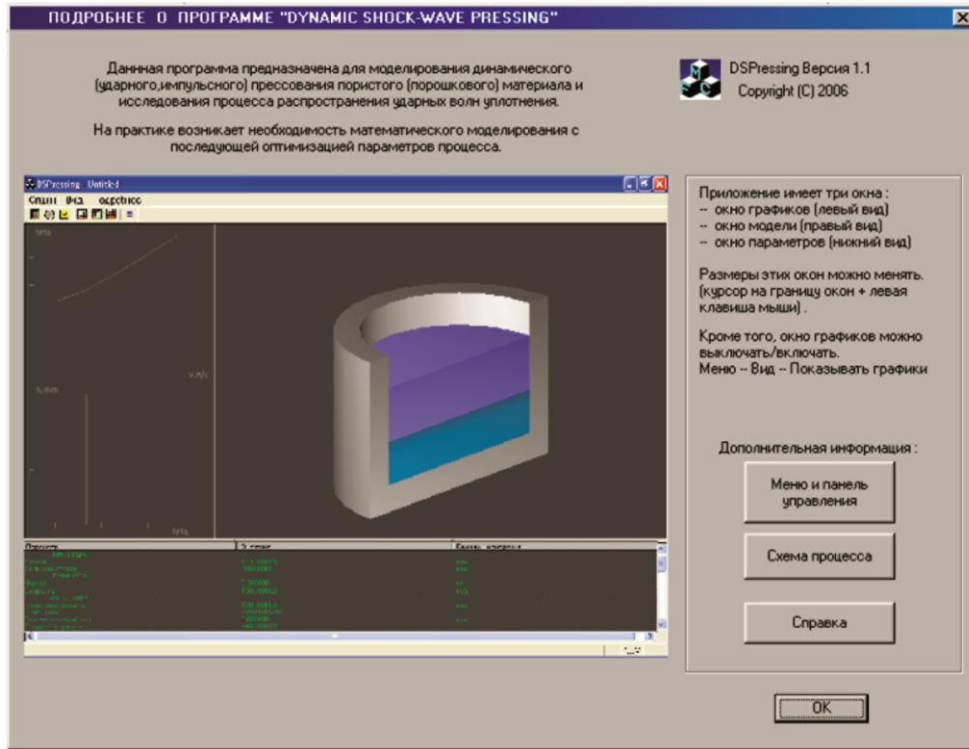 ПОДРОБНЕЕ О ПРОГРАММЕ "DYNAMIC SHOCK-WAVE PRESSING"
Даннная программа предназначена для моделирования динамического
(ударного,импульсного) прессования пористого (порошкового) материала и
исследования процесса распространения ударных волн уплотнения.
На практике возникает необходимость математического моделирования с
последующей оптимизацией параметров процесса.
DSPressing Версия 1.1
Copyright (C) 2006
DSPressing Untitled
Приложение имеет три окна :
-- окно графиков (левый вид)
-- окно модели (правый вид)
-- окно параметров (нижний вид)
Размеры этих окон можно менять.
(курсор на границу окон + левая
клавиша мыши) .
Кроме того, окно графиков можно
выключать/включать.
Меню -- Вид -- Показывать графики
Дополнительная информация :
Меню и панель
управления
Схема процесса
Справка
OK